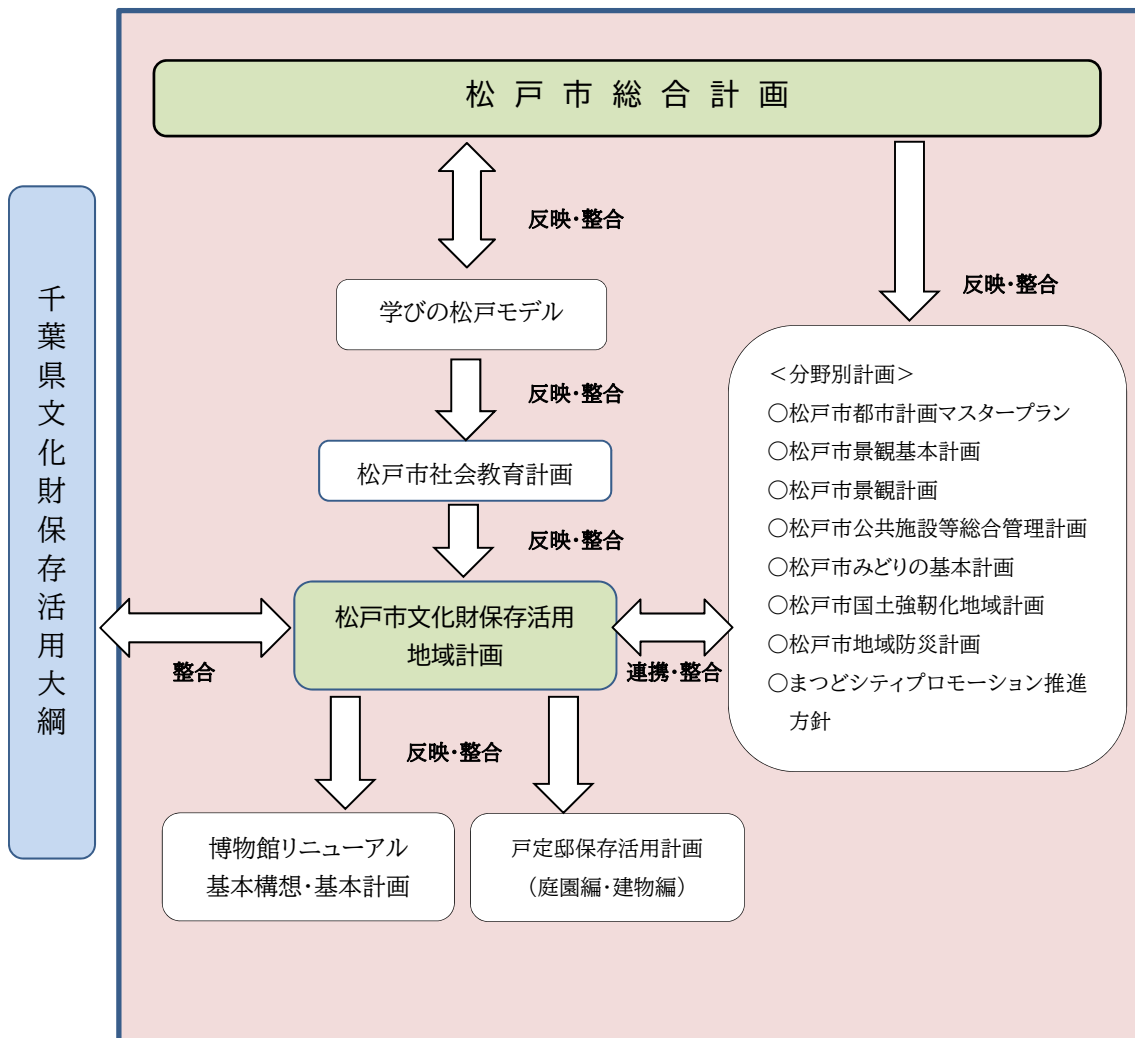 松戸市総合計画
反映・整合
反映・整合
学びの松戸モデル
反映・整合
松戸市社会教育計画
反映・整合
千葉県文化財保存活用大綱
整合
松戸市文化財保存活用
地域計画
連携・整合
<分野別計画>
○松戸市都市計画マスタープラン
○松戸市景観基本計画
○松戸市景観計画
○松戸市公共施設等総合管理計画
○松戸市みどりの基本計画
○松戸市国土強靭化地域計画
○松戸市地域防災計画
○まつどシティプロモーション推進
方針
反映・整合
博物館リニューアル
基本構想・基本計画
戸定邸保存活用計画
(庭園編・建物編)